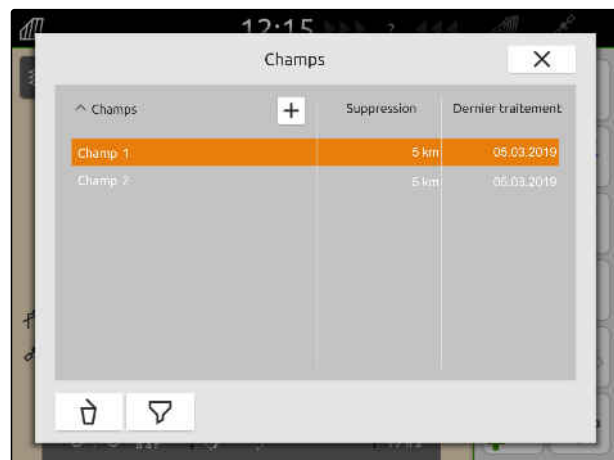 12:15
Champs
Champs Suppression Dernier traitement
Champ 1 5 km 05.03.2019
Champ 2 5 km 05.03.2019